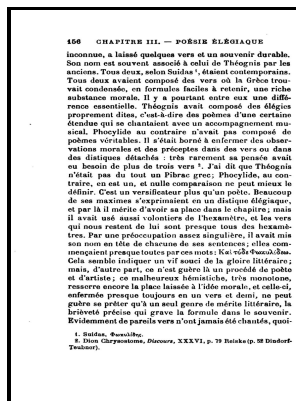 156 CHAPITRE III. — POÉSIE ÉLÉGIAQUE
inconnue, a laissé quelques vers et un souvenir durable.
Son nom est souvent associé à celui de Théognis par les
anciens. Tous deux, selon Suidas ¹, étaient contemporains.
Tous deux avaient composé des vers où la Grèce trou-
vait condensée, en formules faciles à retenir, une riche
substance morale. Il y a pourtant entre eux une diffé-
rence essentielle. Théognis avait composé des élégies
proprement dites, c'est-à-dire des poèmes d'une certaine
étendue qui se chantaient avec un accompagnement mu-
sical. Phocylide au contraire n'avait pas composé de
poèmes véritables. Il s'était borné à enfermer des obser-
vations morales et des préceptes dans des vers ou dans
des distiques détachés : très rarement sa pensée avait
eu besoin de plus de trois vers ². J'ai dit que Théognis
n'était pas du tout un Pibrac grec; Phocylide, au con-
traire, en est un, et nulle comparaison ne peut mieux le
définir. C'est un versificateur plus qu'un poète. Beaucoup
de ses maximes s'exprimaient en un distique élégiaque,
et par là il mérite d'avoir sa place dans le chapitre; mais
il avait usé aussi volontiers de l'hexamètre, et les vers
qui nous restent de lui sont presque tous des hexamè-
tres. Par une préoccupation assez singulière, il avait mis
son nom en tête de chacune de ses sentences; elles com-
mençaient presque toutes par ces mots: Καὶ τόδε Φωκυλίδεω.
Cela semble indiquer un vif souci de la gloire littéraire;
mais, d'autre part, ce n'est guère là un procédé de poète
et d'artiste; ce malheureux hémistiche, très monotone,
ressorre encore la place laissée à l'idée morale, et celle-ci,
enfermée presque toujours en un vers et demi, ne peut
guère se prêter qu'à un seul genre de mérite littéraire, la
brièveté précise qui grave la formule dans le souvenir.
Evidemment de pareils vers n'ont jamais été chantés, quoi-
1. Suidas, Φωκυλίδης.
2. Dion Chrysostome, Discours, XXXVI, p. 79 Reiske (p. 52 Dindorf-
Teubner).